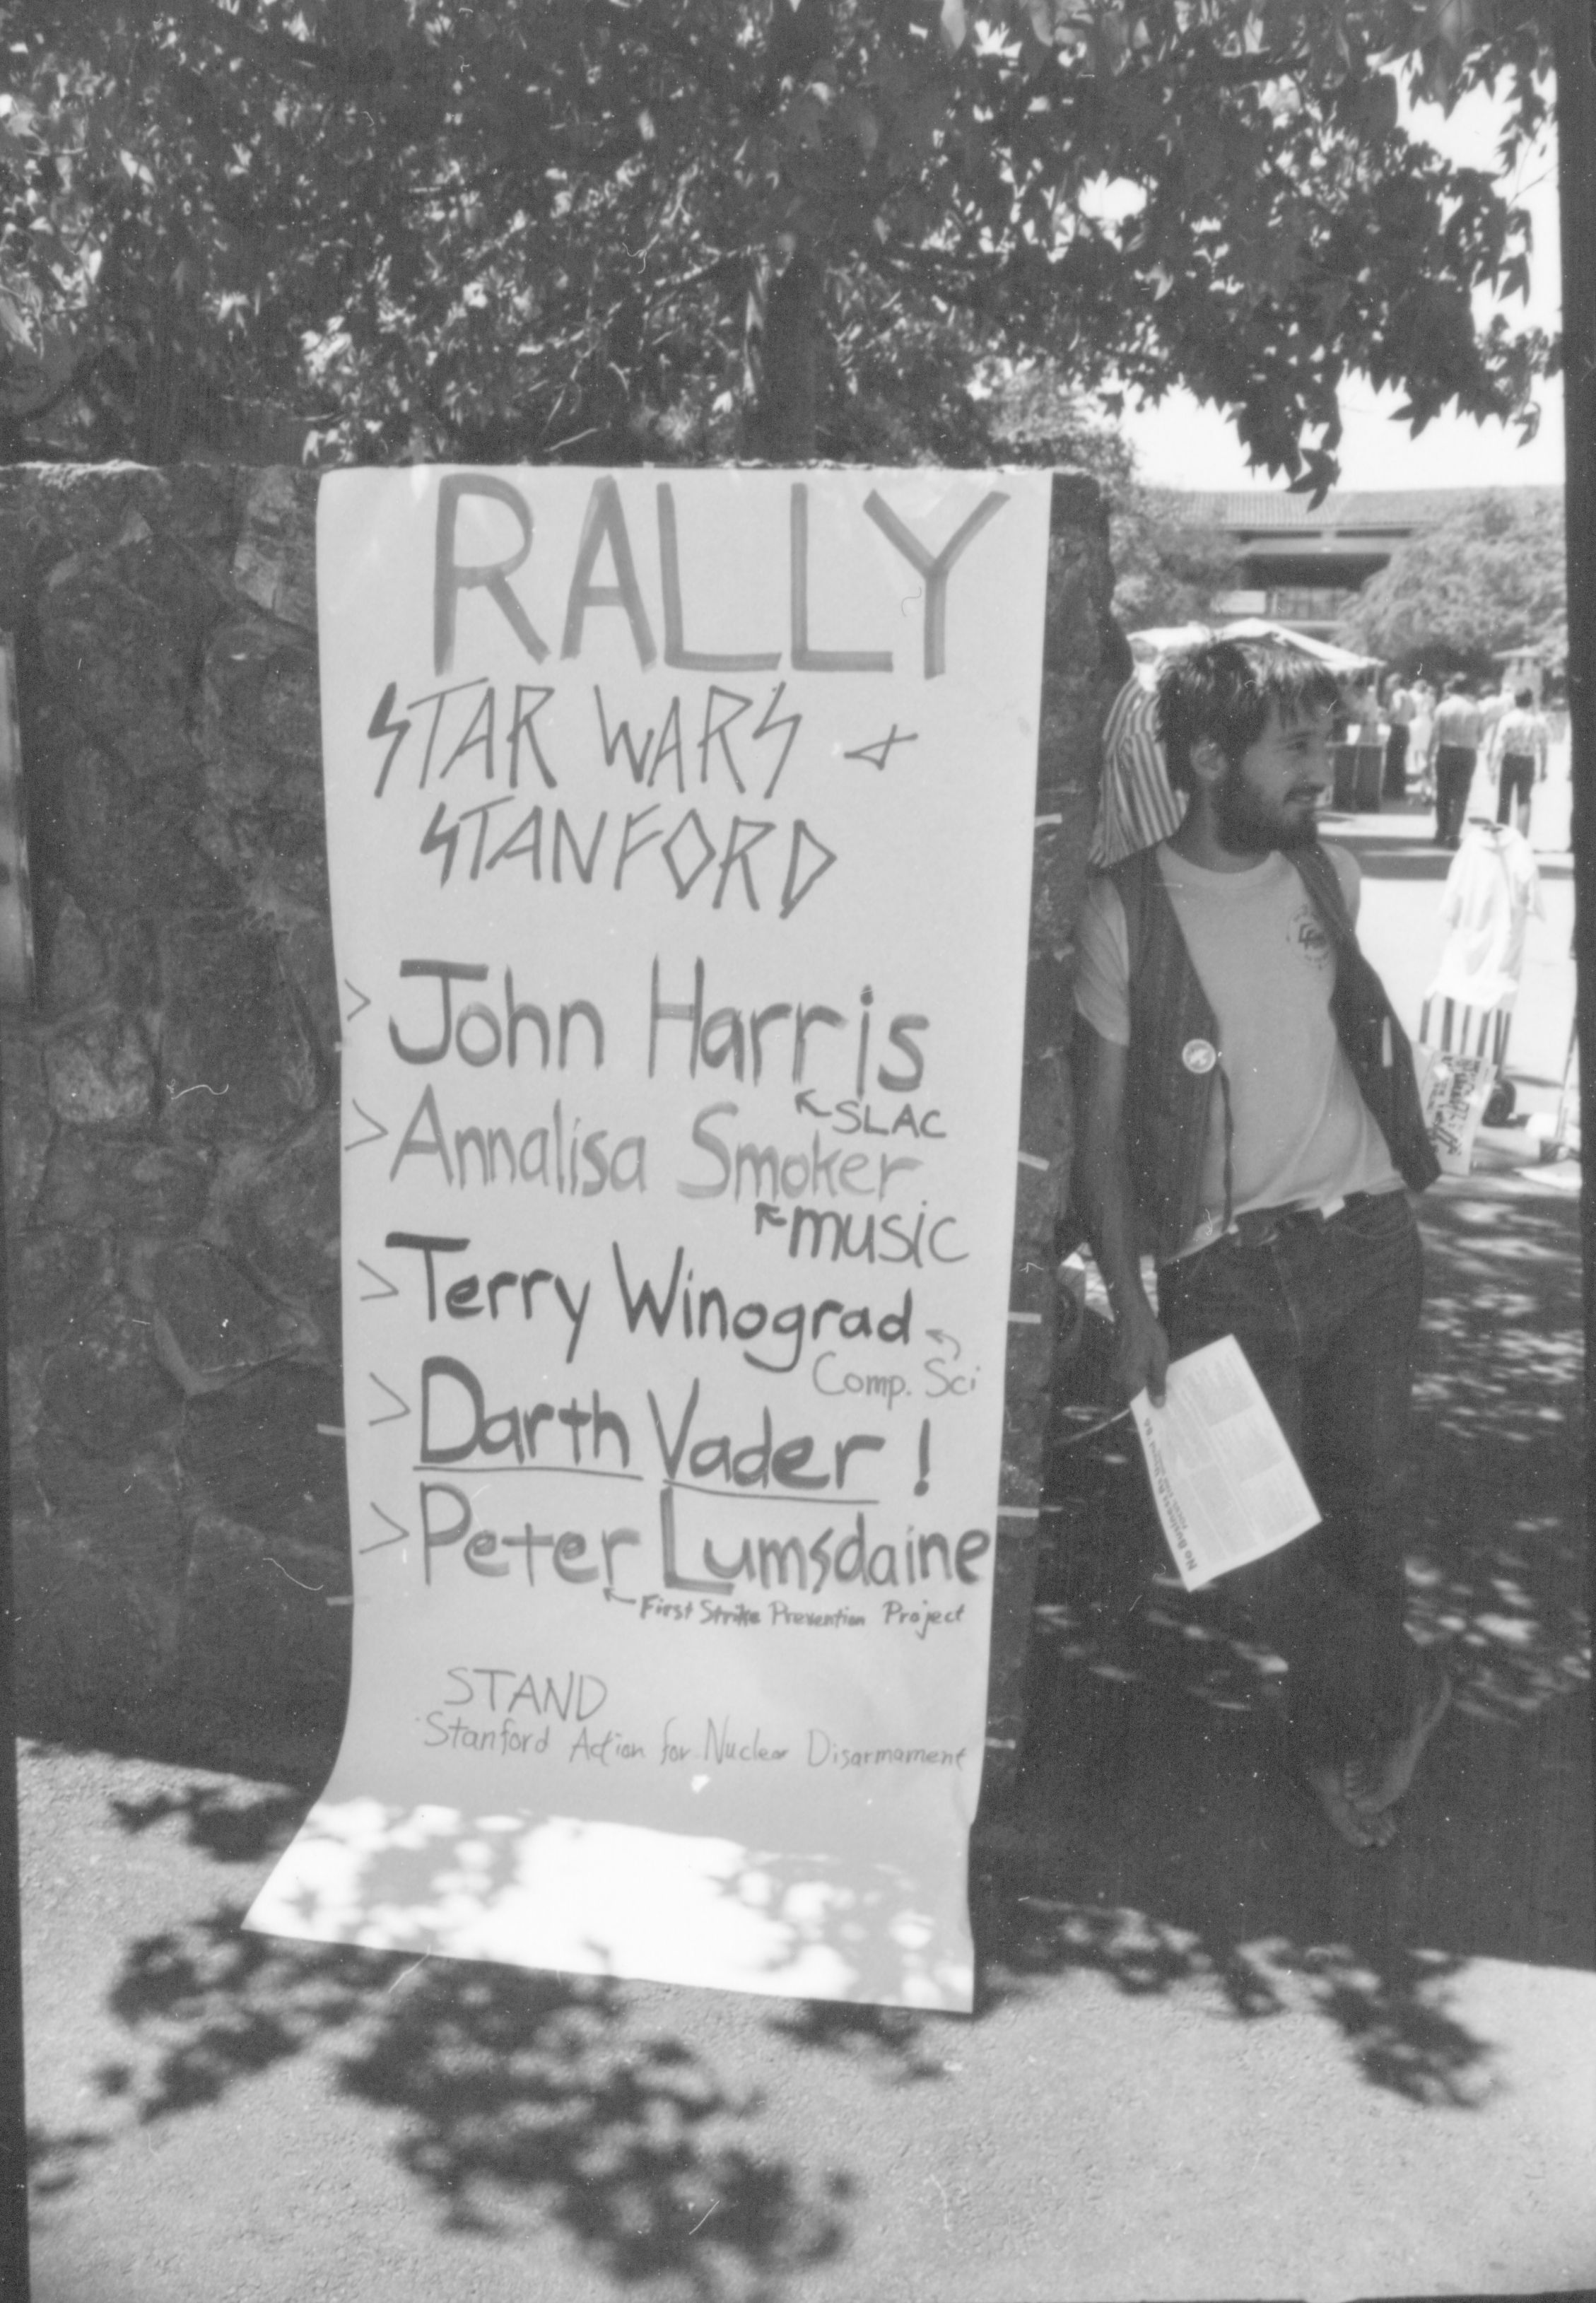 RALLY
STAR WARS &
STANFORD
> John Harris
SLAC
> Annalisa Smoker
music
> Terry Winograd
Comp. Sci
> Darth Vader !
> Peter Lumsdaine
First Strike Prevention Project
STAND
Stanford Action for Nuclear Disarmament